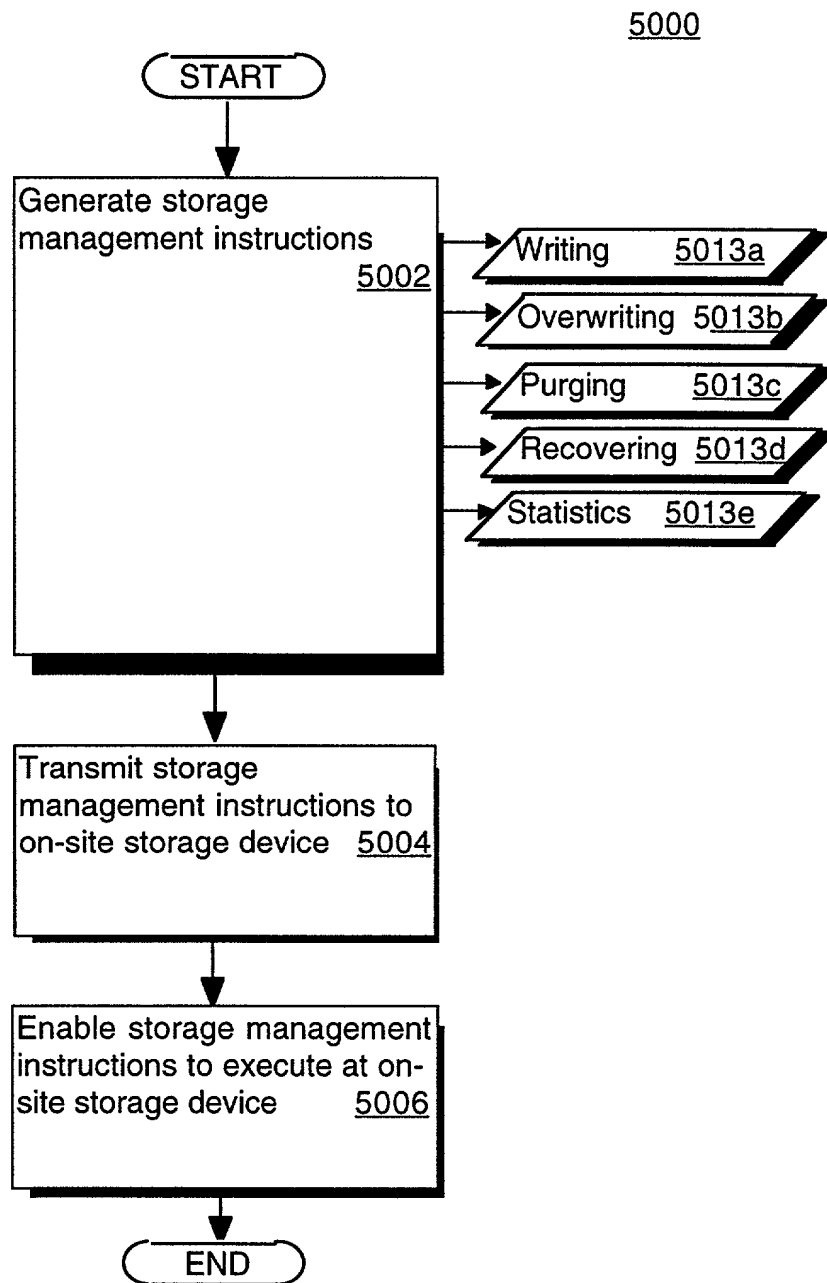 5000
START
Generate storage
management instructions
5002
Writing 5013a
Overwriting 5013b
Purging 5013c
Recovering 5013d
Statistics 5013e
Transmit storage
management instructions to
on-site storage device 5004
Enable storage management
instructions to execute at on-
site storage device 5006
END